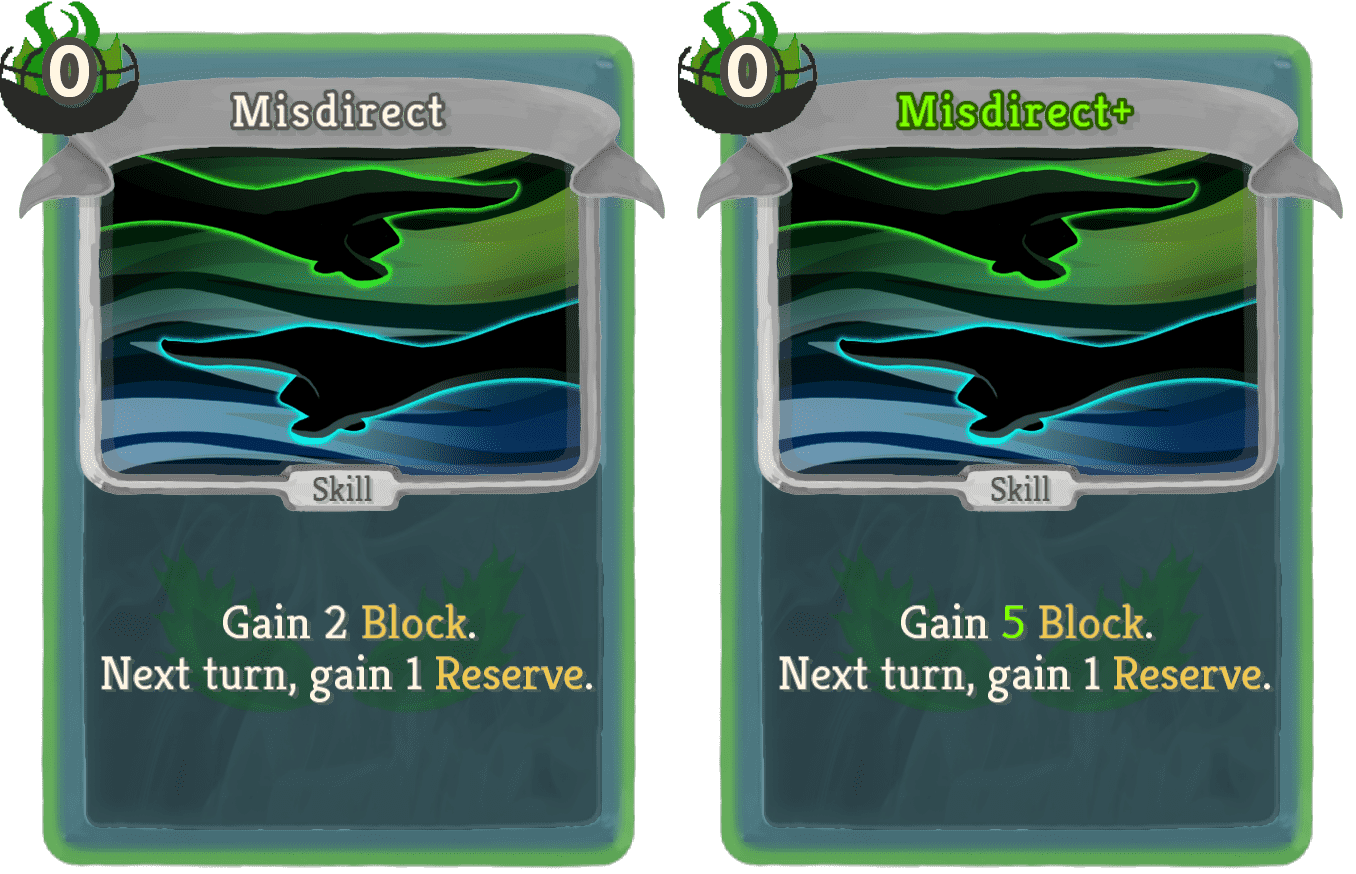 0
Misdirect
Skill
Gain 2 Block.
Next turn, gain 1 Reserve.
0
Misdirect+
Skill
Gain 5 Block.
Next turn, gain 1 Reserve.